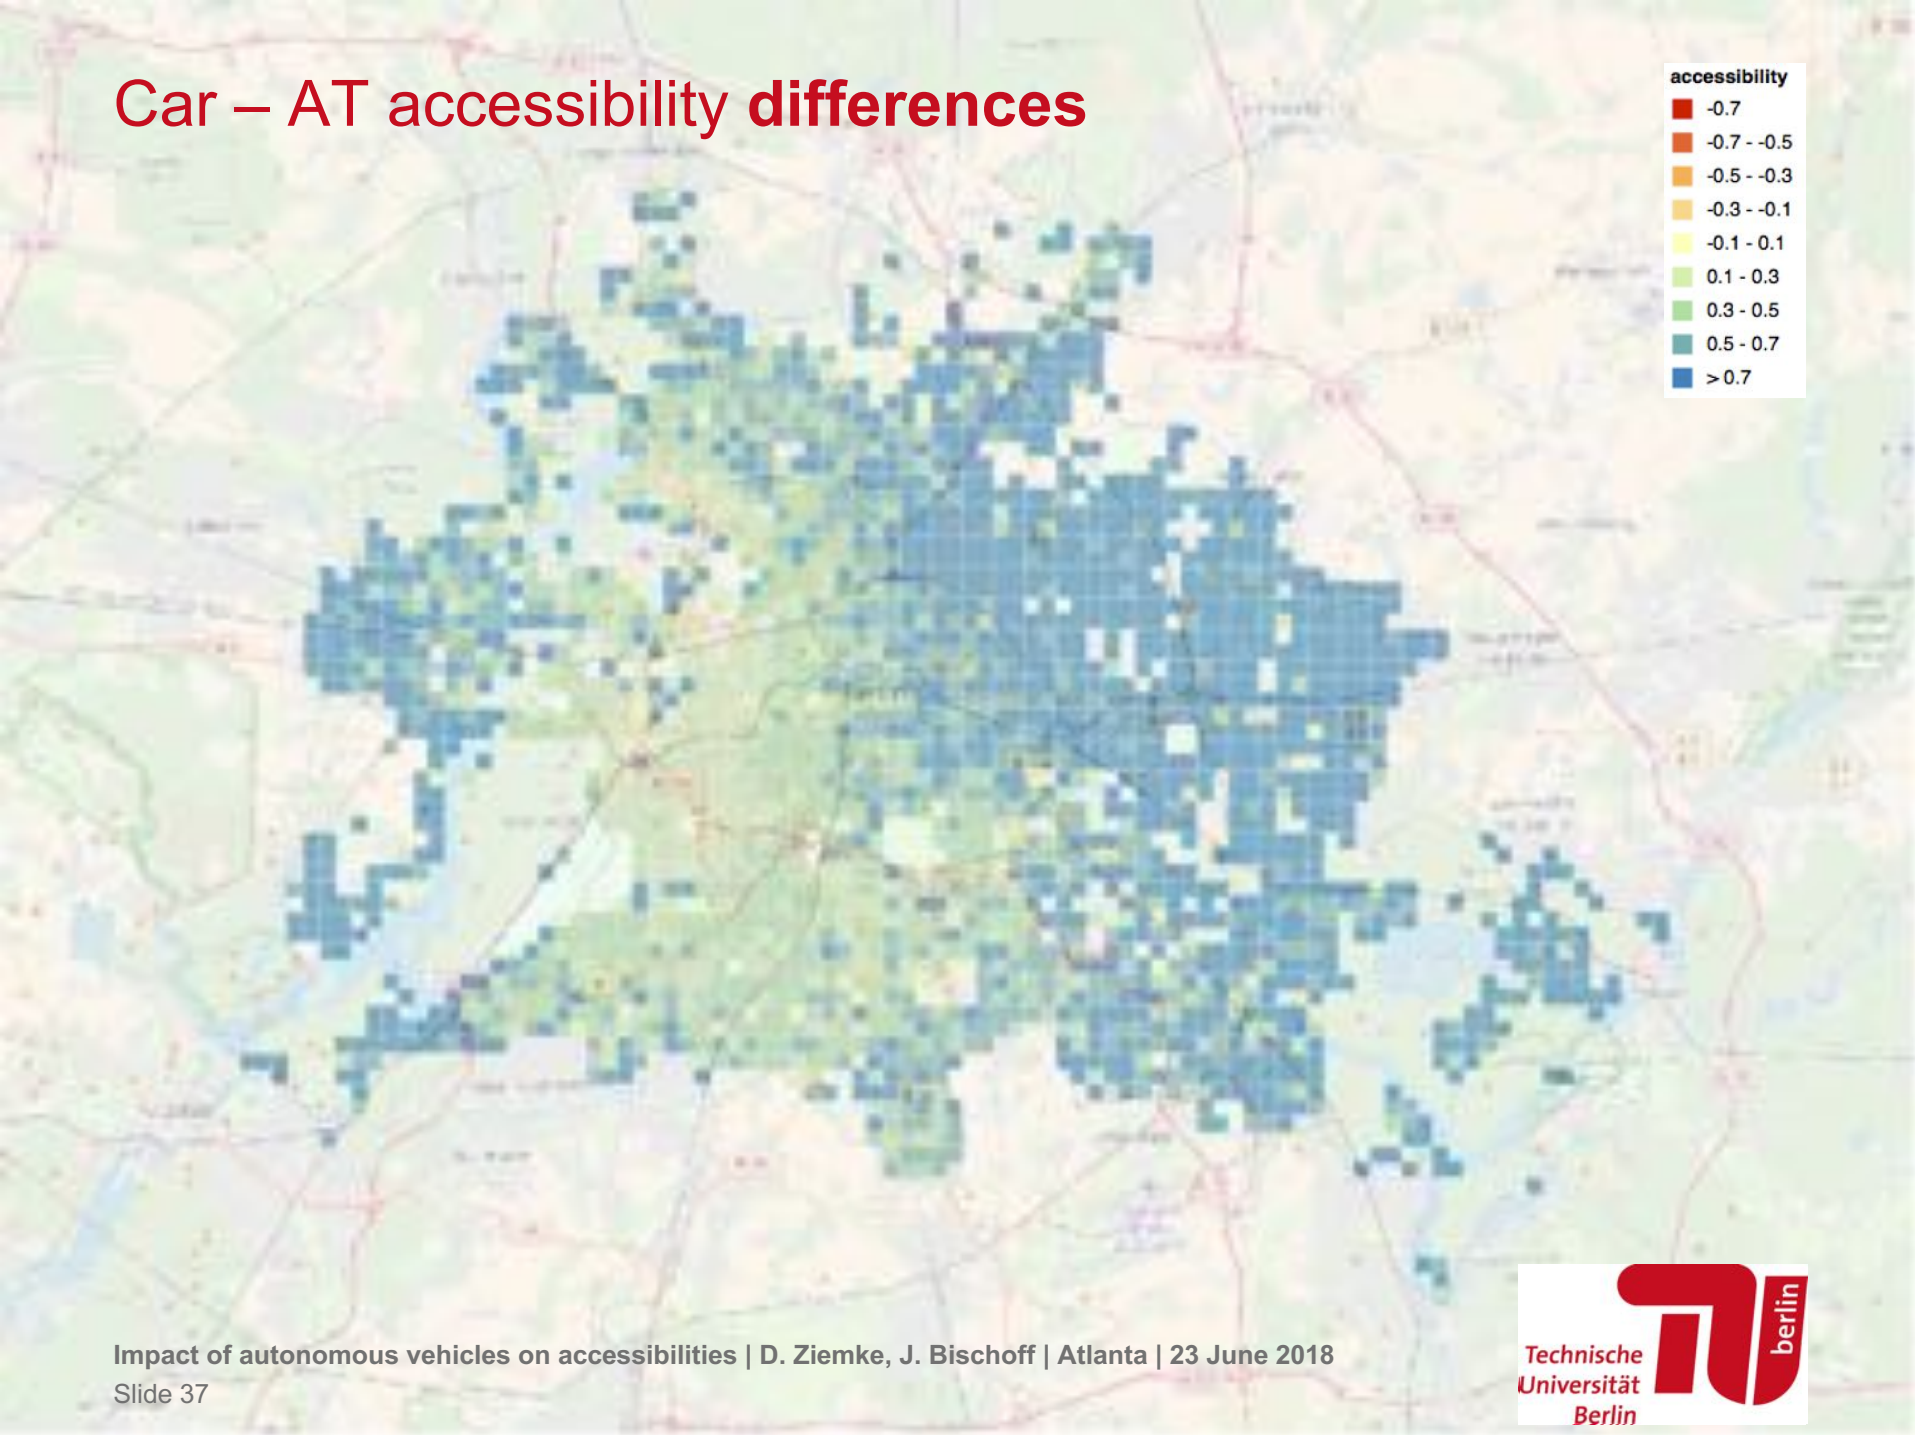 Car – AT accessibility differences
accessibility
-0.7
-0.7 - -0.5
-0.5 - -0.3
-0.3 - -0.1
-0.1 - 0.1
0.1 - 0.3
0.3 - 0.5
0.5 - 0.7
> 0.7
Impact of autonomous vehicles on accessibilities | D. Ziemke, J. Bischoff | Atlanta | 23 June 2018
Slide 37
Technische
Universität
Berlin
berlin